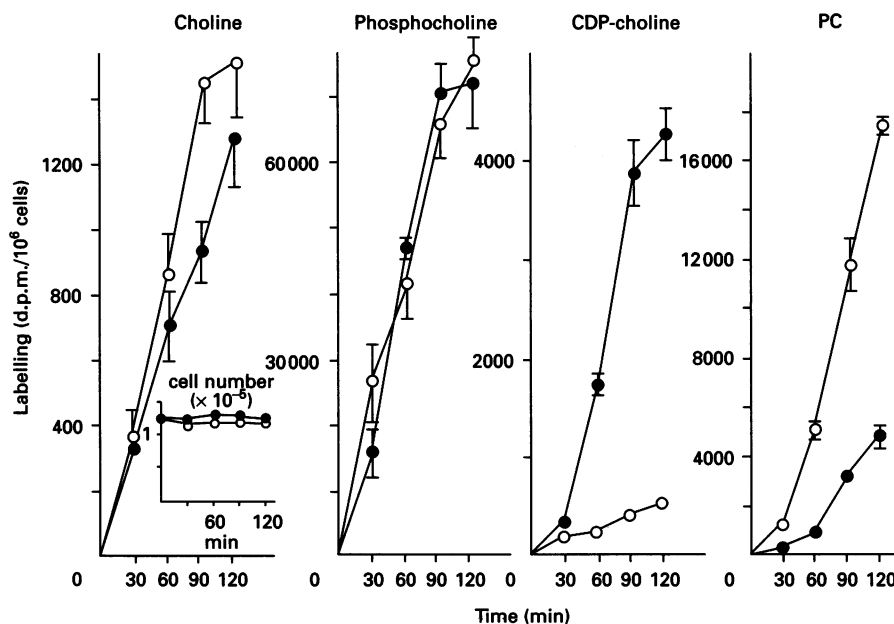 Choline
Phosphocholine
CDP-choline
PC
Labelling (d.p.m./10⁶ cells)
1200
800
400
0
cell number
(× 10⁻⁵)
1
60 120
min
30 60 90 120
60000
30000
0
30 60 90 120
4000
2000
0
30 60 90 120
16000
12000
8000
4000
0
30 60 90 120
Time (min)